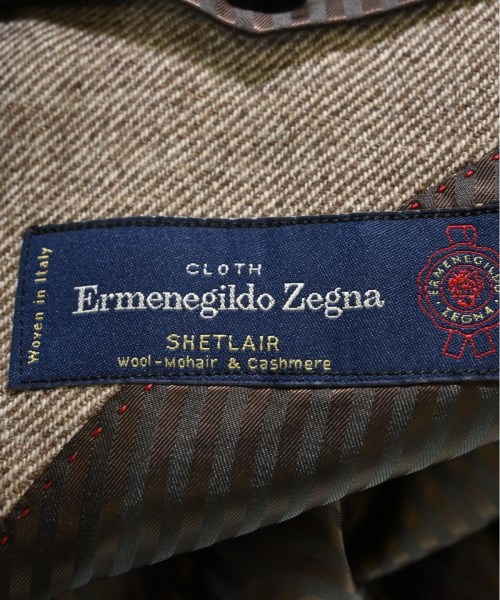 Woven in Italy
CLOTH
Ermenegildo Zegna
SHETLAIR
Wool-Mohair & Cashmere
ERMENEGILDO
ZEGNA